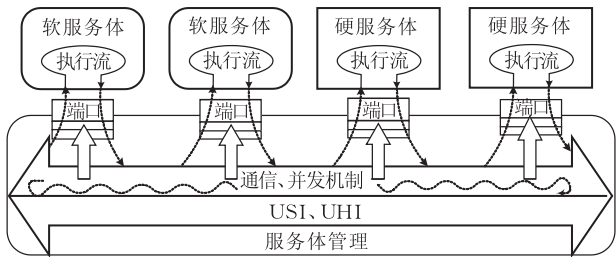 软服务体 软服务体 硬服务体 硬服务体
执行流 执行流 执行流 执行流
端口 端口 端口 端口
通信、并发机制
USI、UHI
服务体管理